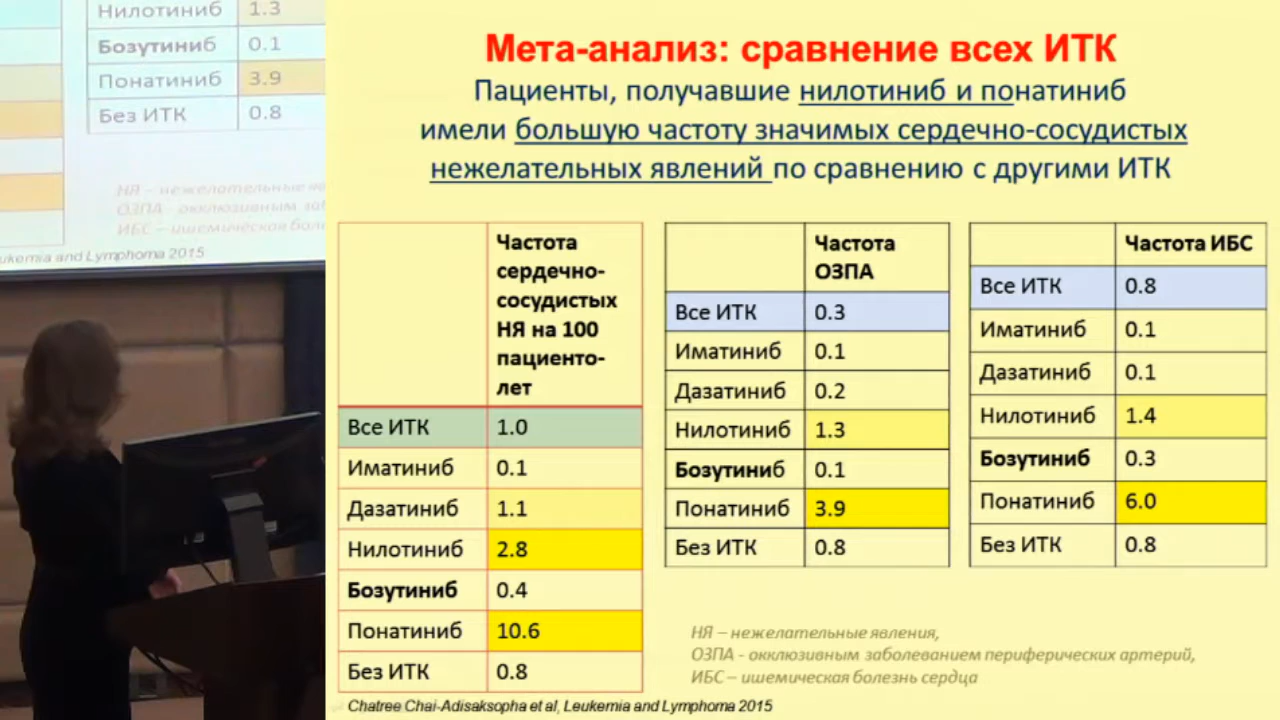 Нилотиниб 1.3
Бозутиниб 0.1
Понатиниб 3.9
Без ИТК 0.8
НЯ – нежелательные
ОЗПА - окклюзивным
ИБС – ишемическая
and Lymphoma 2015
Мета-анализ: сравнение всех ИТК
Пациенты, получавшие нилотиниб и понатиниб
имели большую частоту значимых сердечно-сосудистых
нежелательных явлений по сравнению с другими ИТК
Частота
сердечно-
сосудистых
НЯ на 100
пациенто-
лет
Все ИТК 1.0
Иматиниб 0.1
Дазатиниб 1.1
Нилотиниб 2.8
Бозутиниб 0.4
Понатиниб 10.6
Без ИТК 0.8
Частота
ОЗПА
Все ИТК 0.3
Иматиниб 0.1
Дазатиниб 0.2
Нилотиниб 1.3
Бозутиниб 0.1
Понатиниб 3.9
Без ИТК 0.8
Частота ИБС
Все ИТК 0.8
Иматиниб 0.1
Дазатиниб 0.1
Нилотиниб 1.4
Бозутиниб 0.3
Понатиниб 6.0
Без ИТК 0.8
НЯ – нежелательные явления,
ОЗПА - окклюзивным заболеванием периферических артерий,
ИБС – ишемическая болезнь сердца
Chatree Chai-Adisaksopha et al, Leukemia and Lymphoma 2015